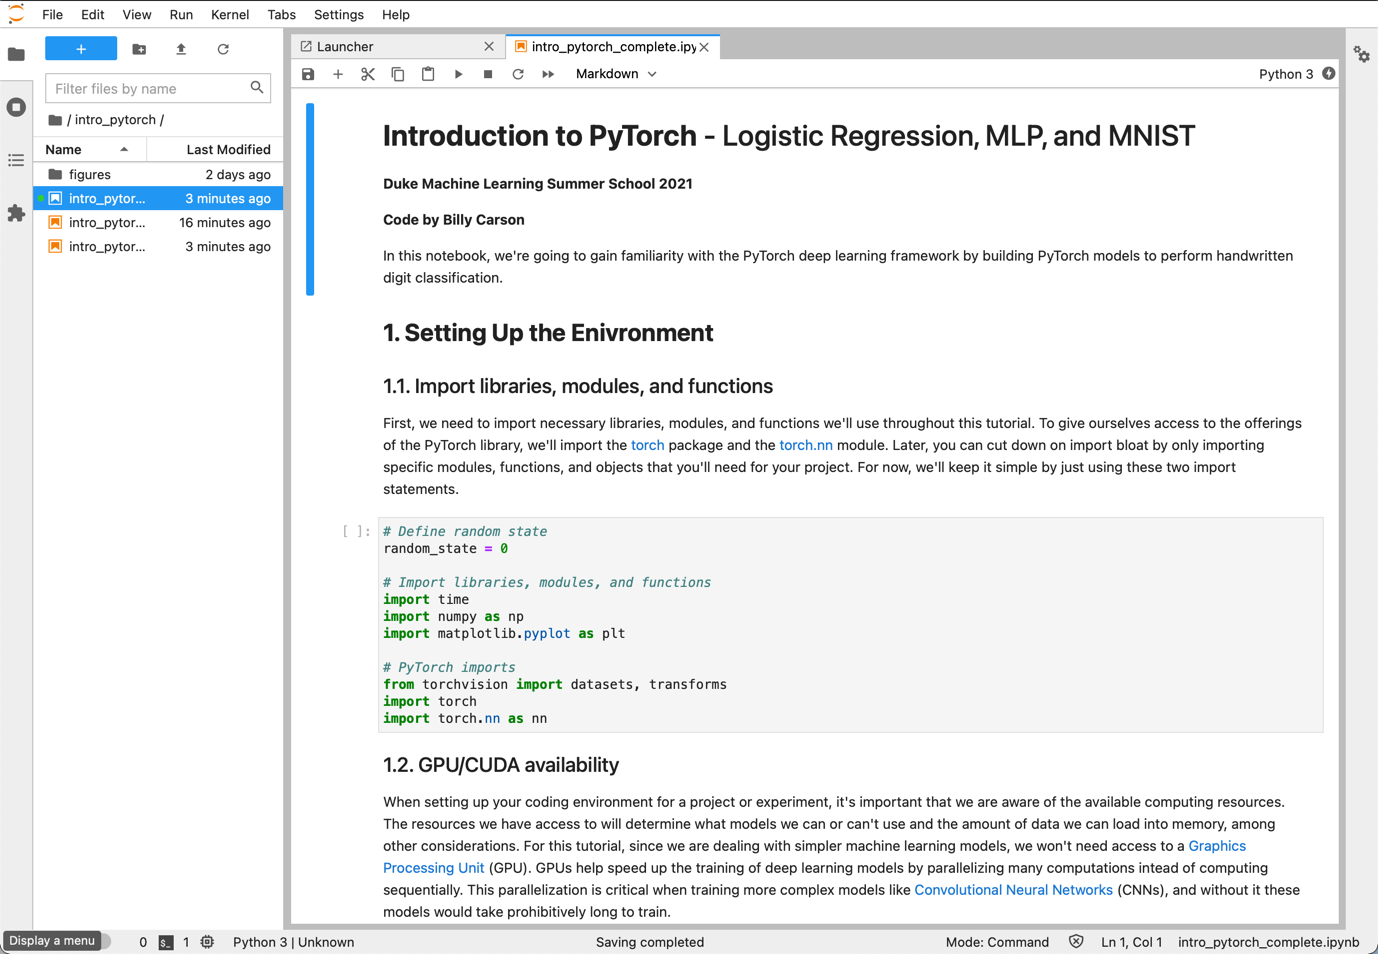 File Edit View Run Kernel Tabs Settings Help
Launcher
intro_pytorch_complete.ipy
Markdown
Python 3
Filter files by name
/ intro_pytorch /
Name Last Modified
figures 2 days ago
intro_pytor... 3 minutes ago
intro_pytor... 16 minutes ago
intro_pytor... 3 minutes ago
Introduction to PyTorch - Logistic Regression, MLP, and MNIST
Duke Machine Learning Summer School 2021
Code by Billy Carson
In this notebook, we're going to gain familiarity with the PyTorch deep learning framework by building PyTorch models to perform handwritten
digit classification.
1. Setting Up the Enivronment
1.1. Import libraries, modules, and functions
First, we need to import necessary libraries, modules, and functions we'll use throughout this tutorial. To give ourselves access to the offerings
of the PyTorch library, we'll import the torch package and the torch.nn module. Later, you can cut down on import bloat by only importing
specific modules, functions, and objects that you'll need for your project. For now, we'll keep it simple by just using these two import
statements.
[ ]: # Define random state
random_state = 0
# Import libraries, modules, and functions
import time
import numpy as np
import matplotlib.pyplot as plt
# PyTorch imports
from torchvision import datasets, transforms
import torch
import torch.nn as nn
1.2. GPU/CUDA availability
When setting up your coding environment for a project or experiment, it's important that we are aware of the available computing resources.
The resources we have access to will determine what models we can or can't use and the amount of data we can load into memory, among
other considerations. For this tutorial, since we are dealing with simpler machine learning models, we won't need access to a Graphics
Processing Unit (GPU). GPUs help speed up the training of deep learning models by parallelizing many computations intead of computing
sequentially. This parallelization is critical when training more complex models like Convolutional Neural Networks (CNNs), and without it these
models would take prohibitively long to train.
Display a menu 0 $_ 1 Python 3 | Unknown Saving completed Mode: Command Ln 1, Col 1 intro_pytorch_complete.ipynb